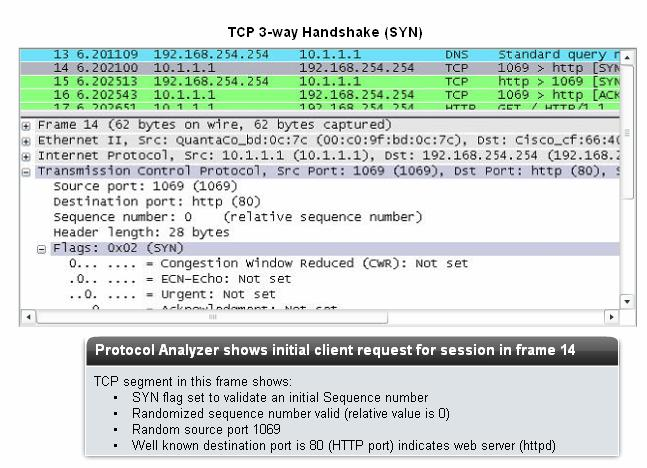 TCP 3-way Handshake (SYN)
13 6.201109 192.168.254.254 10.1.1.1 DNS Standard query
14 6.202100 10.1.1.1 192.168.254.254 TCP 1069 > http [SYN
15 6.202513 192.168.254.254 10.1.1.1 TCP http > 1069 [SYN
16 6.202543 10.1.1.1 192.168.254.254 TCP 1069 > http [ACK
17 6.202651 10.1.1.1 192.168.254.254 HTTP GET / HTTP/1.1
Frame 14 (62 bytes on wire, 62 bytes captured)
Ethernet II, Src: QuantaCo_bd:0c:7c (00:c0:9f:bd:0c:7c), Dst: Cisco_cf:66:40
Internet Protocol, Src: 10.1.1.1 (10.1.1.1), Dst: 192.168.254.254 (192.168.2
Transmission Control Protocol, Src Port: 1069 (1069), Dst Port: http (80), S
Source port: 1069 (1069)
Destination port: http (80)
Sequence number: 0 (relative sequence number)
Header length: 28 bytes
Flags: 0x02 (SYN)
0... .... = Congestion Window Reduced (CWR): Not set
.0.. .... = ECN-Echo: Not set
..0. .... = Urgent: Not set
...0 .... = Acknowledgment: Not set
Protocol Analyzer shows initial client request for session in frame 14
TCP segment in this frame shows:
• SYN flag set to validate an initial Sequence number
• Randomized sequence number valid (relative value is 0)
• Random source port 1069
• Well known destination port is 80 (HTTP port) indicates web server (httpd)